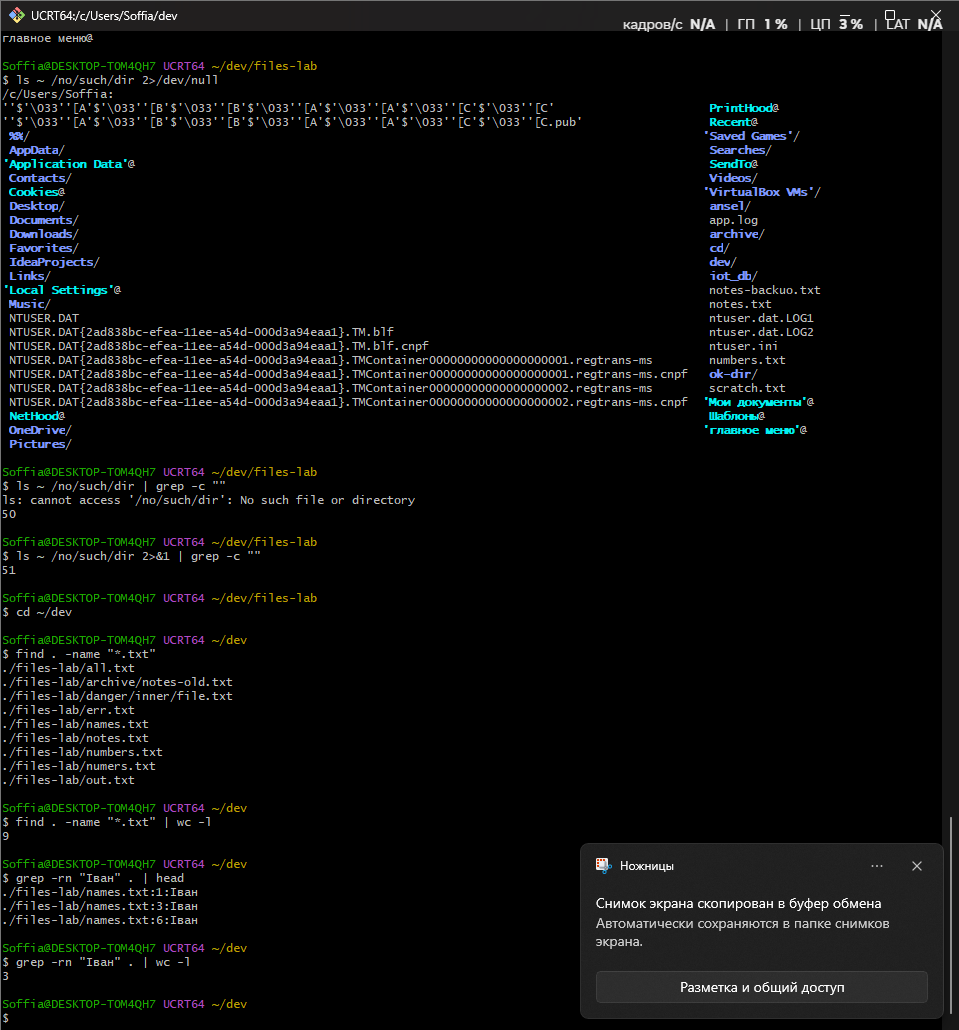 UCRT64:/c/Users/Soffia/dev
кадров/с N/A | ГП 1 % | ЦП 3 % | LAT N/A
главное меню@
Soffia@DESKTOP-TOM4QH7 UCRT64 ~/dev/files-lab
$ ls ~ /no/such/dir 2>/dev/null
/c/Users/Soffia:
''$'\033''[A'$'\033''[B'$'\033''[B'$'\033''[A'$'\033''[A'$'\033''[C'$'\033''[C' PrintHood@
''$'\033''[A'$'\033''[B'$'\033''[B'$'\033''[A'$'\033''[A'$'\033''[C'$'\033''[C.pub' Recent@
%%/ 'Saved Games'/
AppData/ Searches/
'Application Data'@ SendTo@
Contacts/ Videos/
Cookies@ 'VirtualBox VMs'/
Desktop/ ansel/
Documents/ app.log
Downloads/ archive/
Favorites/ cd/
IdeaProjects/ dev/
Links/ iot_db/
'Local Settings'@ notes-backuo.txt
Music/ notes.txt
NTUSER.DAT ntuser.dat.LOG1
NTUSER.DAT{2ad838bc-efea-11ee-a54d-000d3a94eaa1}.TM.blf ntuser.dat.LOG2
NTUSER.DAT{2ad838bc-efea-11ee-a54d-000d3a94eaa1}.TM.blf.cnpf ntuser.ini
NTUSER.DAT{2ad838bc-efea-11ee-a54d-000d3a94eaa1}.TMContainer00000000000000000001.regtrans-ms numbers.txt
NTUSER.DAT{2ad838bc-efea-11ee-a54d-000d3a94eaa1}.TMContainer00000000000000000001.regtrans-ms.cnpf ok-dir/
NTUSER.DAT{2ad838bc-efea-11ee-a54d-000d3a94eaa1}.TMContainer00000000000000000002.regtrans-ms scratch.txt
NTUSER.DAT{2ad838bc-efea-11ee-a54d-000d3a94eaa1}.TMContainer00000000000000000002.regtrans-ms.cnpf 'Мои документы'@
NetHood@ Шаблоны@
OneDrive/ 'главное меню'@
Pictures/
Soffia@DESKTOP-TOM4QH7 UCRT64 ~/dev/files-lab
$ ls ~ /no/such/dir | grep -c ""
ls: cannot access '/no/such/dir': No such file or directory
50
Soffia@DESKTOP-TOM4QH7 UCRT64 ~/dev/files-lab
$ ls ~ /no/such/dir 2>&1 | grep -c ""
51
Soffia@DESKTOP-TOM4QH7 UCRT64 ~/dev/files-lab
$ cd ~/dev
Soffia@DESKTOP-TOM4QH7 UCRT64 ~/dev
$ find . -name "*.txt"
./files-lab/all.txt
./files-lab/archive/notes-old.txt
./files-lab/danger/inner/file.txt
./files-lab/err.txt
./files-lab/names.txt
./files-lab/notes.txt
./files-lab/numbers.txt
./files-lab/numers.txt
./files-lab/out.txt
Soffia@DESKTOP-TOM4QH7 UCRT64 ~/dev
$ find . -name "*.txt" | wc -l
9
Soffia@DESKTOP-TOM4QH7 UCRT64 ~/dev
$ grep -rn "Іван" . | head
./files-lab/names.txt:1:Іван
./files-lab/names.txt:3:Іван
./files-lab/names.txt:6:Іван
Soffia@DESKTOP-TOM4QH7 UCRT64 ~/dev
$ grep -rn "Іван" . | wc -l
3
Soffia@DESKTOP-TOM4QH7 UCRT64 ~/dev
$
Ножницы
Снимок экрана скопирован в буфер обмена
Автоматически сохраняются в папке снимков
экрана.
Разметка и общий доступ